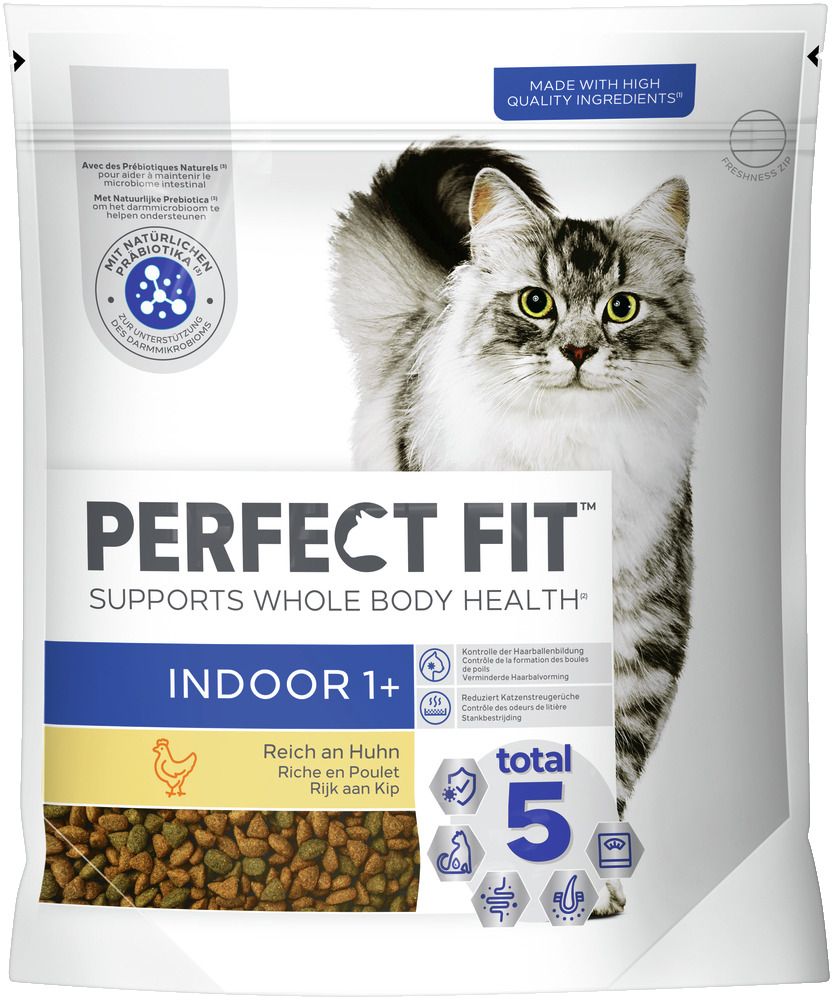 MADE WITH HIGH
QUALITY INGREDIENTS(1)
FRESHNESS ZIP
Avec des Prébiotiques Naturels (3)
pour aider à maintenir le
microbiome intestinal
Met Natuurlijke Prebiotica (3)
om het darmmicrobioom te
helpen ondersteunen
MIT NATÜRLICHEN
PRÄBIOTIKA (3)
ZUR UNTERSTÜTZUNG
DES DARMMIKROBIOMS
PERFECT FIT™
SUPPORTS WHOLE BODY HEALTH(2)
INDOOR 1+
Kontrolle der Haarballenbildung
Contrôle de la formation des boules
de poils
Verminderde Haarbalvorming
Reduziert Katzenstreugerüche
Contrôle des odeurs de litière
Stankbestrijding
Reich an Huhn
Riche en Poulet
Rijk aan Kip
total
5